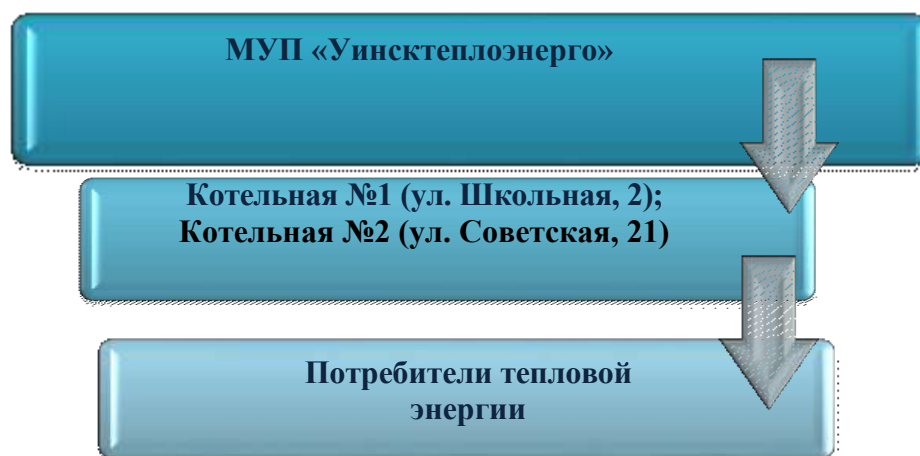 МУП «Уинсктеплоэнерго»
Котельная №1 (ул. Школьная, 2);
Котельная №2 (ул. Советская, 21)
Потребители тепловой
энергии